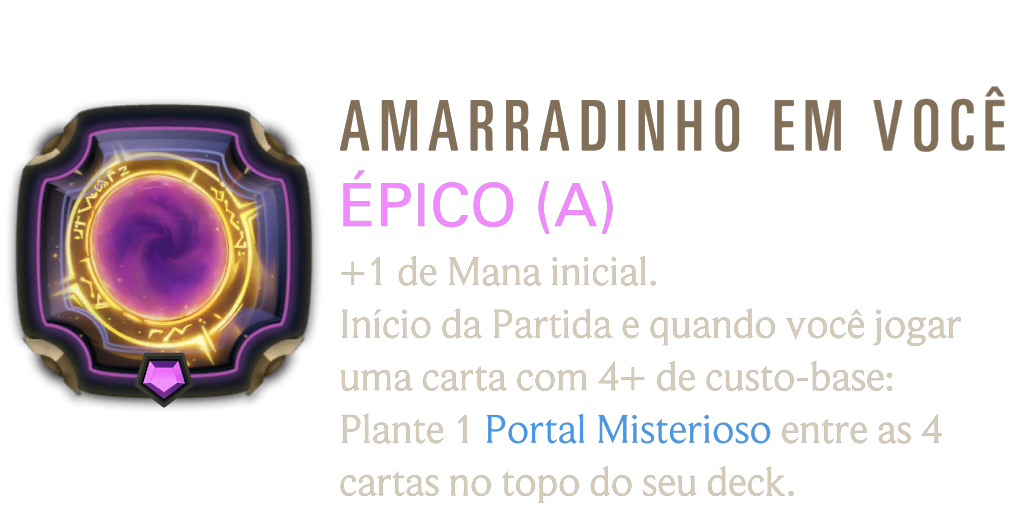 AMARRADINHO EM VOCÊ
ÉPICO (A)
+1 de Mana inicial.
Início da Partida e quando você jogar
uma carta com 4+ de custo-base:
Plante 1 Portal Misterioso entre as 4
cartas no topo do seu deck.